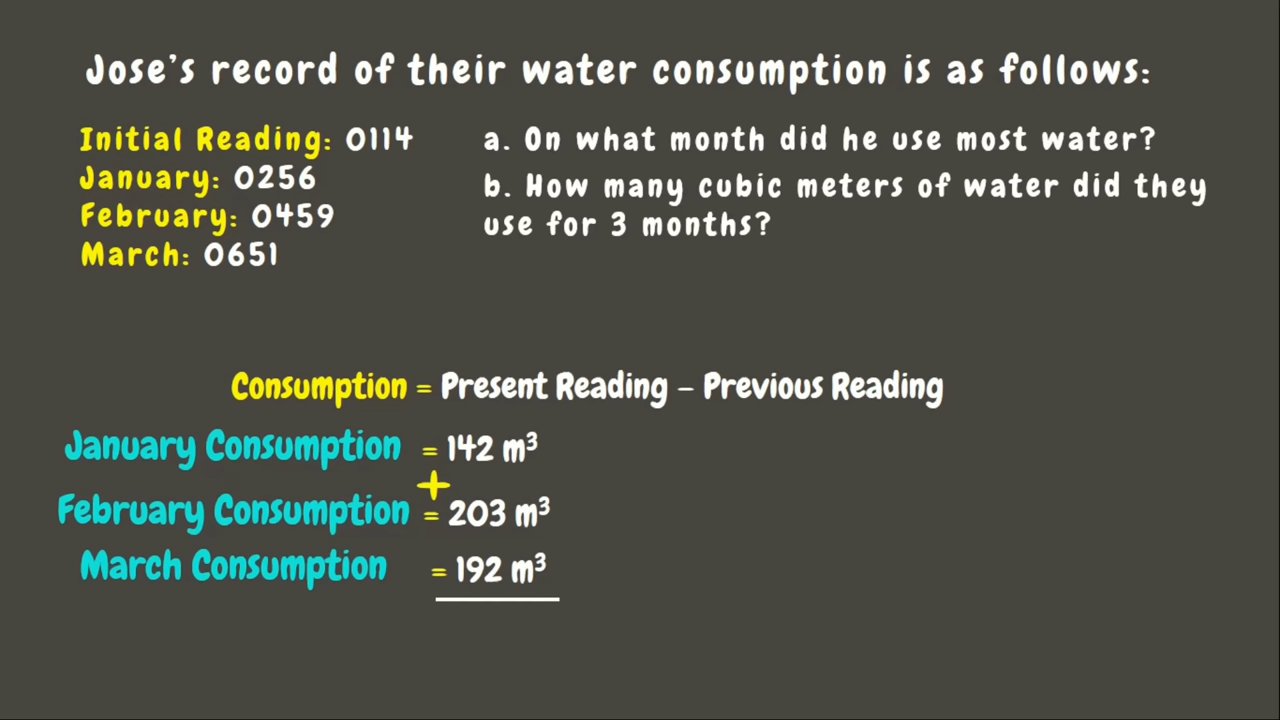 Jose's record of their water consumption is as follows:
Initial Reading: 0114
January: 0256
February: 0459
March: 0651
a. On what month did he use most water?
b. How many cubic meters of water did they
use for 3 months?
Consumption = Present Reading – Previous Reading
January Consumption = 142 m³
+
February Consumption = 203 m³
March Consumption = 192 m³